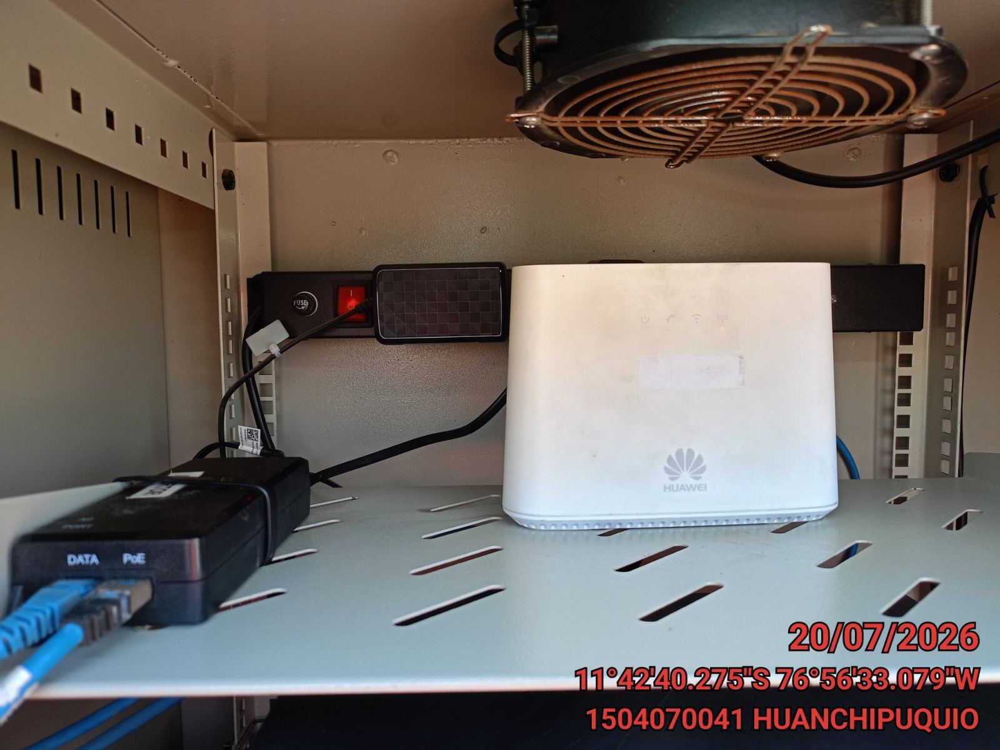 FUSE
I
HUAWEI
DATA PoE
20/07/2026
11°42'40.275"S 76°56'33.079"W
1504070041 HUANCHIPUQUIO